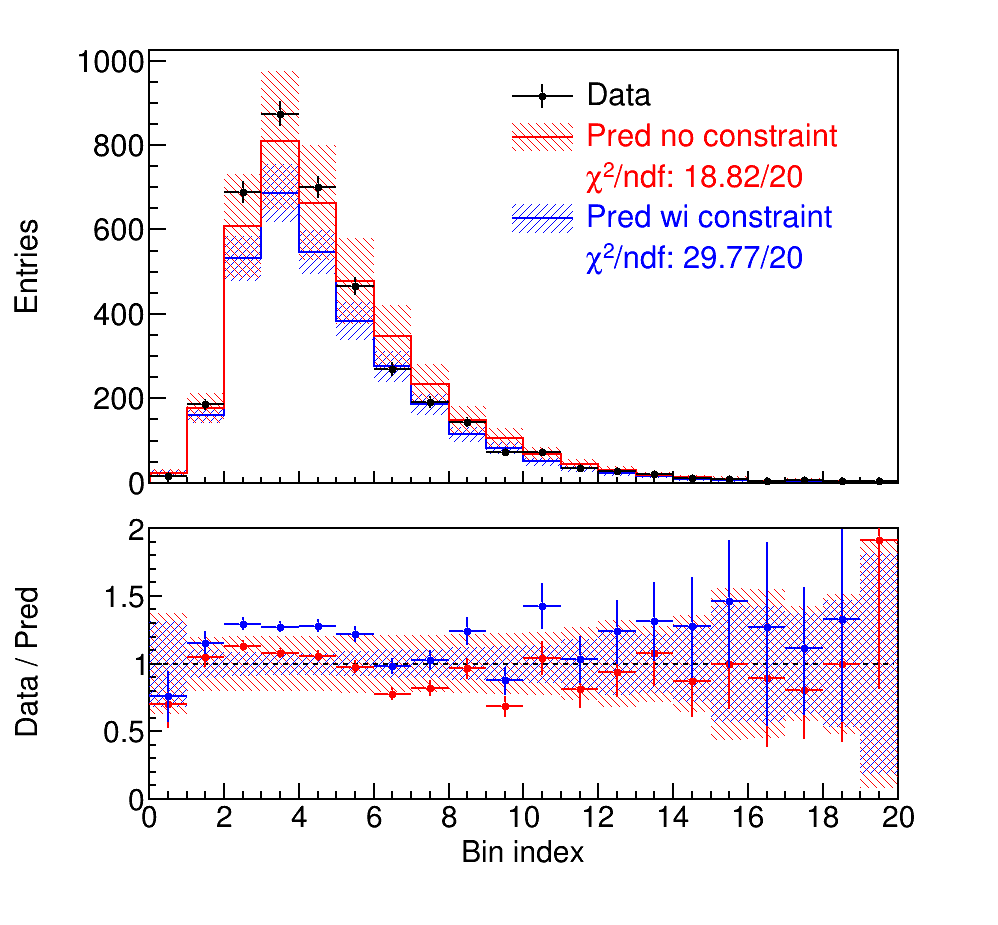 1000
800
600
400
200
0
Entries
Data
Pred no constraint
χ²/ndf: 18.82/20
Pred wi constraint
χ²/ndf: 29.77/20
2
1.5
1
0.5
0
Data / Pred
0 2 4 6 8 10 12 14 16 18 20
Bin index